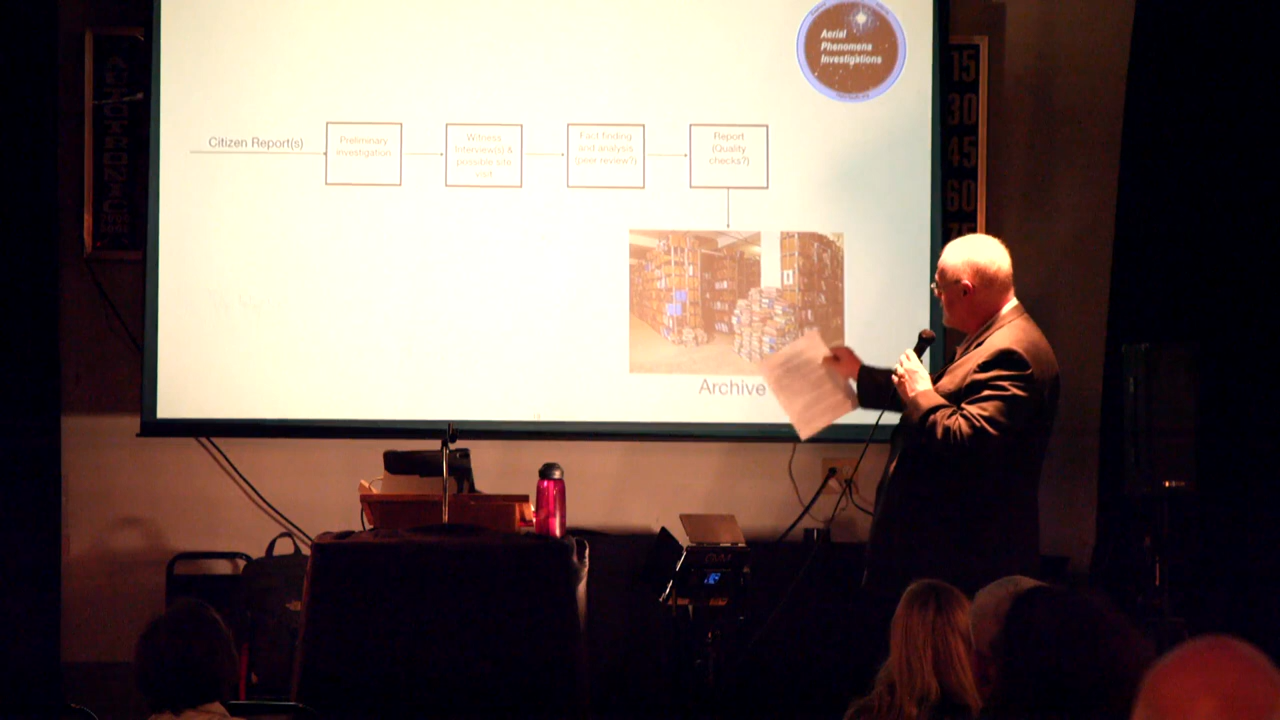 Aerial
Phenomena
Investigations
Citizen Report(s)
Preliminary
investigation
Witness
Interview(s) &
possible site
visit
Fact finding
and analysis
(peer review?)
Report
(Quality
checks?)
Archive
15
30
45
60
75